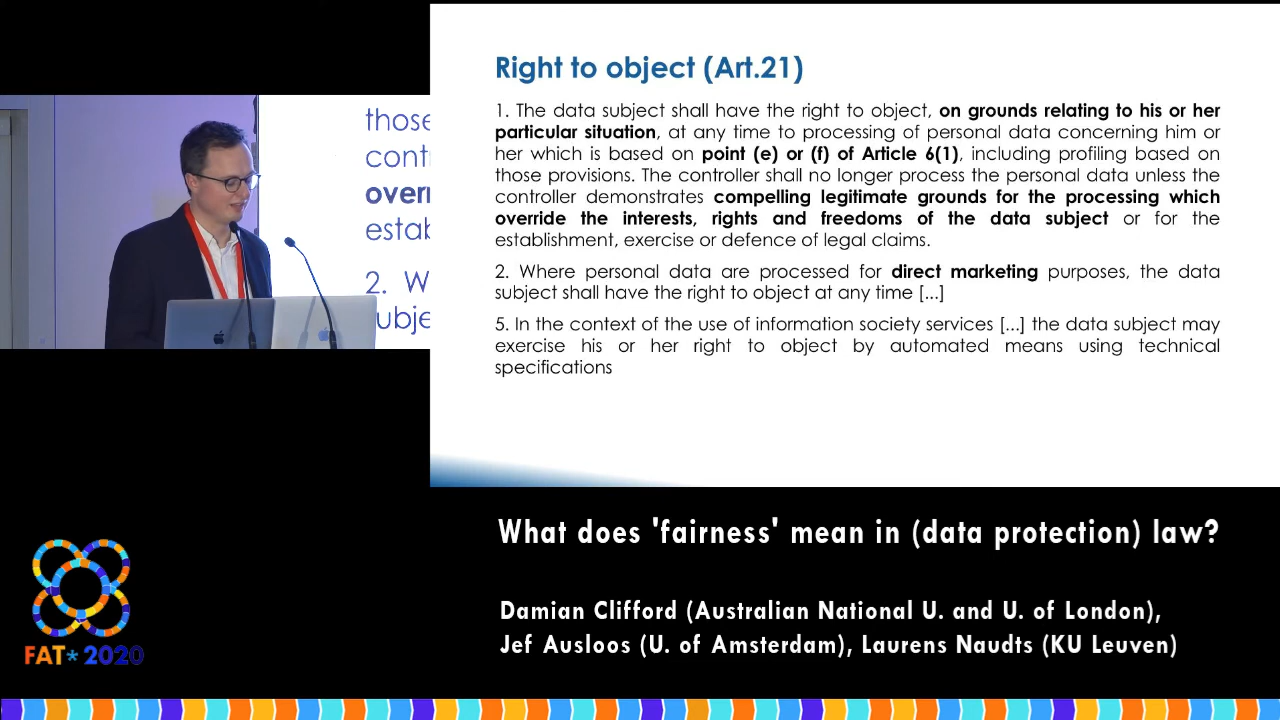 Right to object (Art.21)
1. The data subject shall have the right to object, on grounds relating to his or her
particular situation, at any time to processing of personal data concerning him or
her which is based on point (e) or (f) of Article 6(1), including profiling based on
those provisions. The controller shall no longer process the personal data unless the
controller demonstrates compelling legitimate grounds for the processing which
override the interests, rights and freedoms of the data subject or for the
establishment, exercise or defence of legal claims.
2. Where personal data are processed for direct marketing purposes, the data
subject shall have the right to object at any time [...]
5. In the context of the use of information society services [...] the data subject may
exercise his or her right to object by automated means using technical
specifications
those
cont
overr
estab
2. W
subje
What does 'fairness' mean in (data protection) law?
Damian Clifford (Australian National U. and U. of London),
Jef Ausloos (U. of Amsterdam), Laurens Naudts (KU Leuven)
FAT* 2020